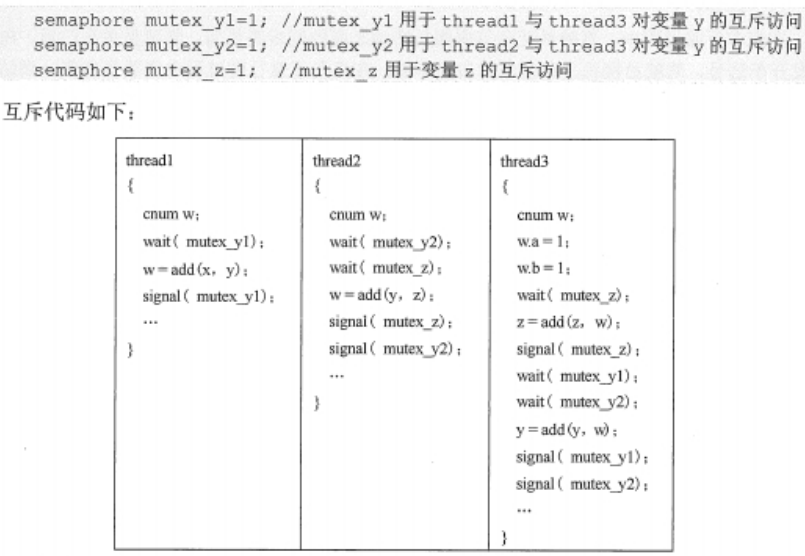 semaphore mutex_y1=1; //mutex_y1 用于 thread1 与 thread3 对变量 y 的互斥访问
semaphore mutex_y2=1; //mutex_y2 用于 thread2 与 thread3 对变量 y 的互斥访问
semaphore mutex_z=1; //mutex_z 用于变量 z 的互斥访问
互斥代码如下：
thread1
{
cnum w;
wait( mutex_y1);
w=add(x, y);
signal( mutex_y1);
…
}
thread2
{
cnum w;
wait( mutex_y2);
wait( mutex_z);
w=add(y, z);
signal( mutex_z);
signal( mutex_y2);
…
}
thread3
{
cnum w;
w.a=1;
w.b=1;
wait( mutex_z);
z=add(z, w);
signal( mutex_z);
wait( mutex_y1);
wait( mutex_y2);
y=add(y, w);
signal( mutex_y1);
signal( mutex_y2);
…
}